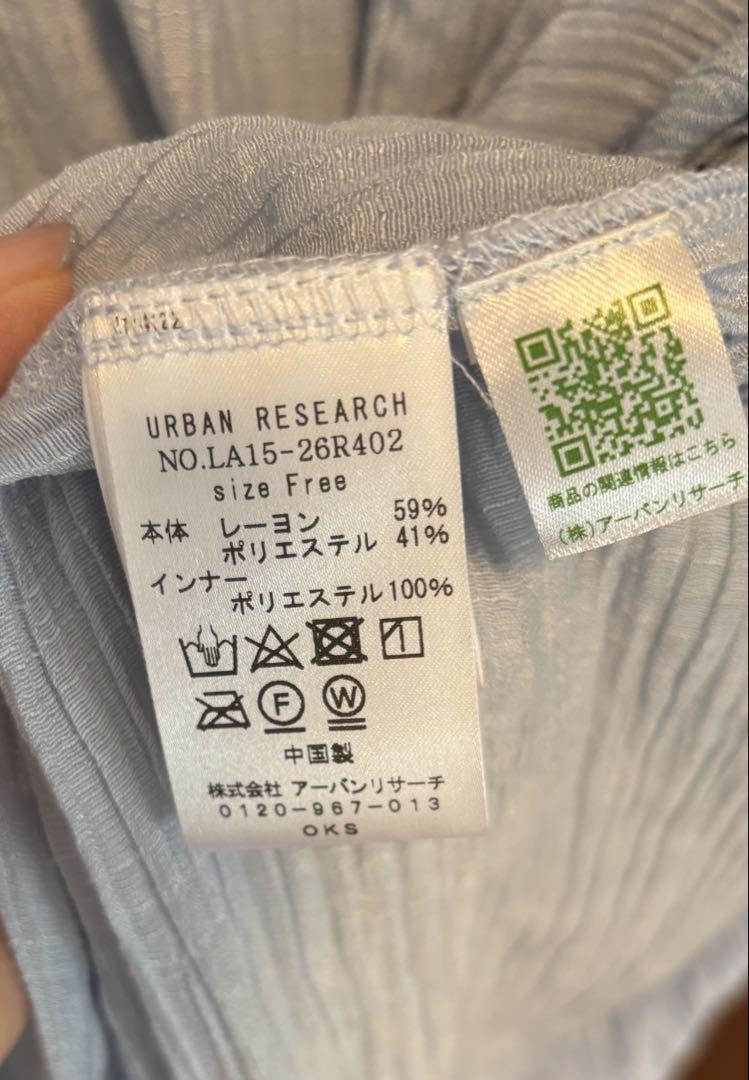 URBAN RESEARCH
NO.LA15-26R402
size Free
本体 レーヨン 59%
ポリエステル 41%
インナー
ポリエステル100%
F W
中国製
株式会社 アーバンリサーチ
0120-967-013
OKS
商品の関連情報はこちら
(株)アーバンリサーチ